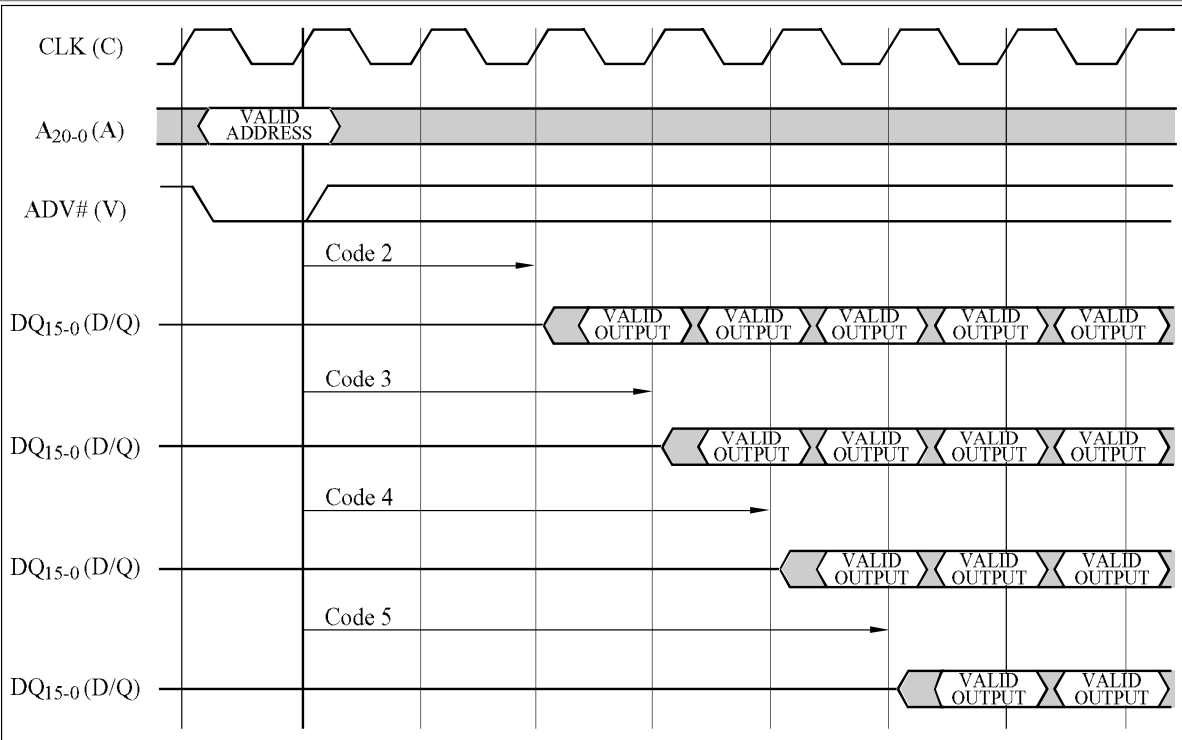 CLK (C)
A20-0 (A)
VALID
ADDRESS
ADV# (V)
Code 2
DQ15-0 (D/Q)
VALID
OUTPUT
VALID
OUTPUT
VALID
OUTPUT
VALID
OUTPUT
VALID
OUTPUT
Code 3
DQ15-0 (D/Q)
VALID
OUTPUT
VALID
OUTPUT
VALID
OUTPUT
VALID
OUTPUT
Code 4
DQ15-0 (D/Q)
VALID
OUTPUT
VALID
OUTPUT
VALID
OUTPUT
Code 5
DQ15-0 (D/Q)
VALID
OUTPUT
VALID
OUTPUT